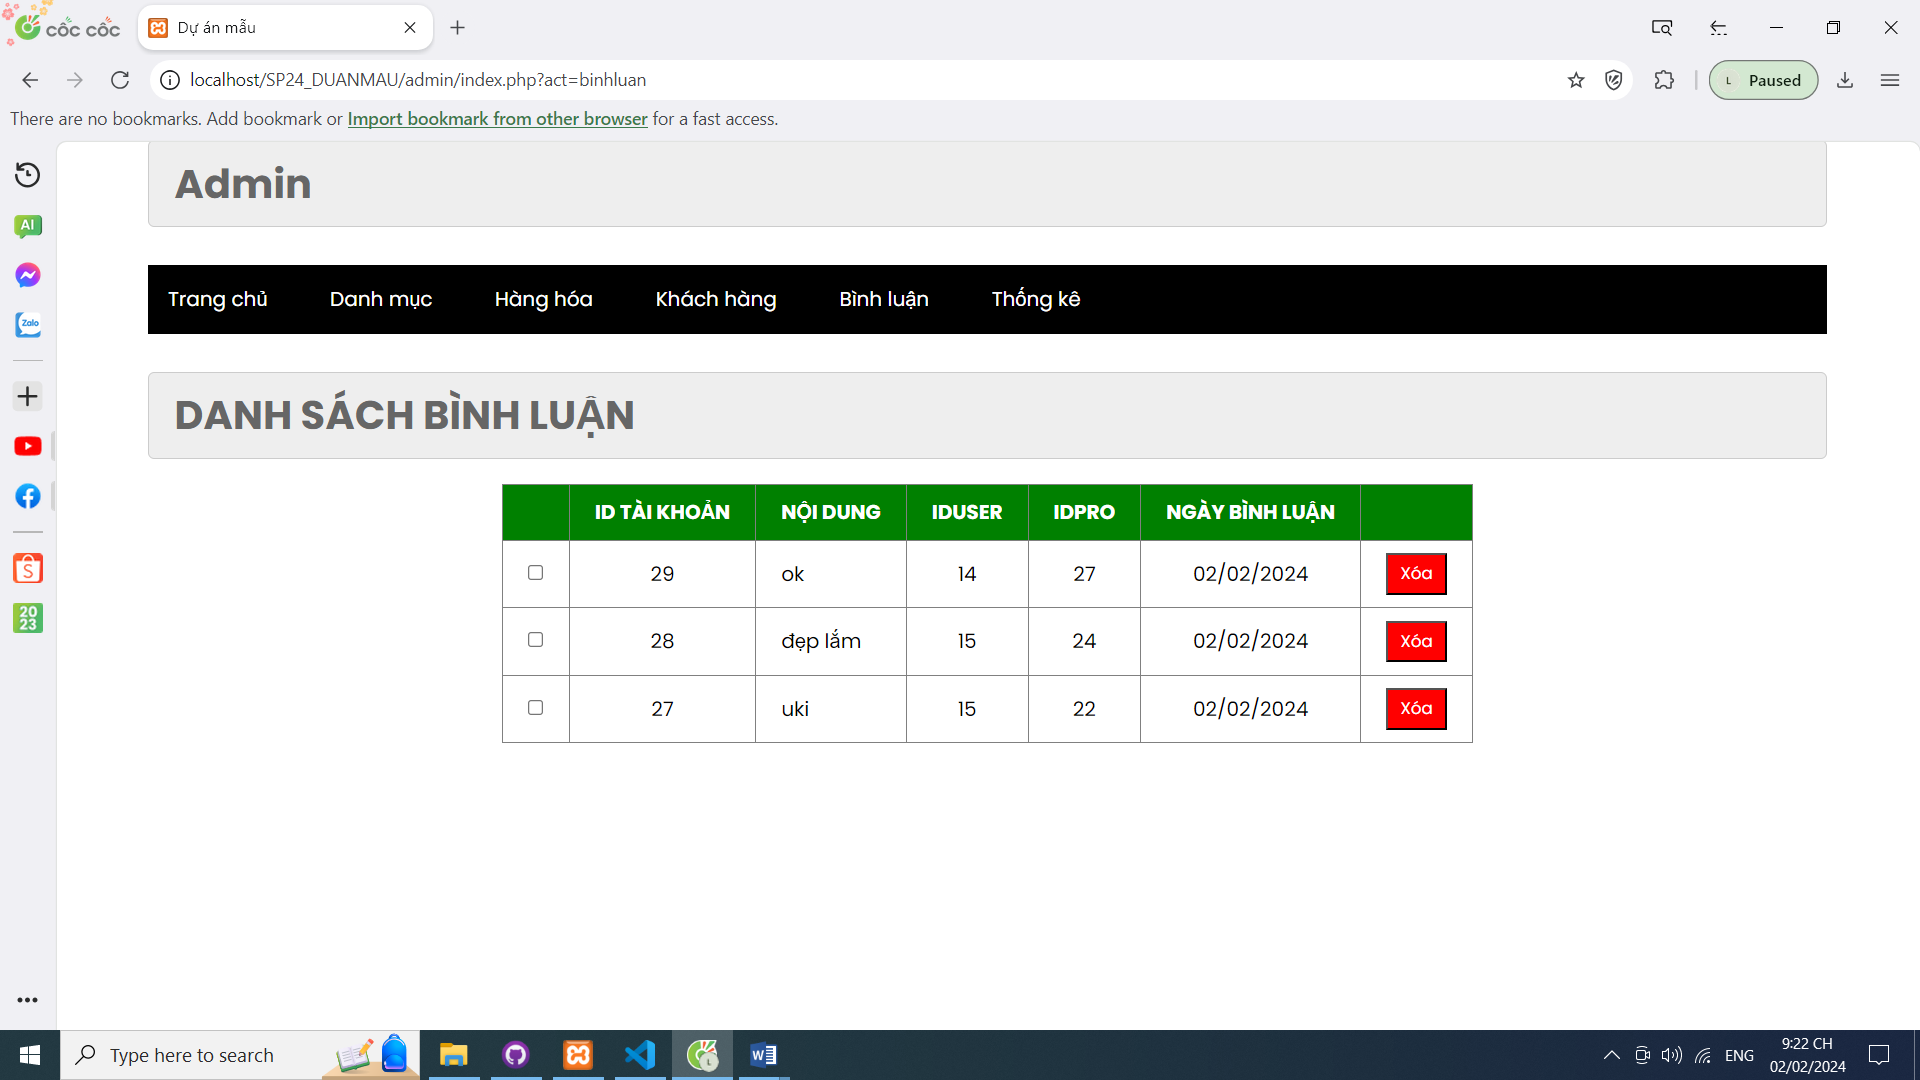 cốc cốc
Dự án mẫu
localhost/SP24_DUANMAU/admin/index.php?act=binhluan
L
Paused
There are no bookmarks. Add bookmark or Import bookmark from other browser for a fast access.
AI
Admin
Zalo
Trang chủ Danh mục Hàng hóa Khách hàng Bình luận Thống kê
DANH SÁCH BÌNH LUẬN
ID TÀI KHOẢN NỘI DUNG IDUSER IDPRO NGÀY BÌNH LUẬN
29 ok 14 27 02/02/2024 Xóa
28 đẹp lắm 15 24 02/02/2024 Xóa
27 uki 15 22 02/02/2024 Xóa
S
20
23
Type here to search
L
W
ENG
9:22 CH
02/02/2024